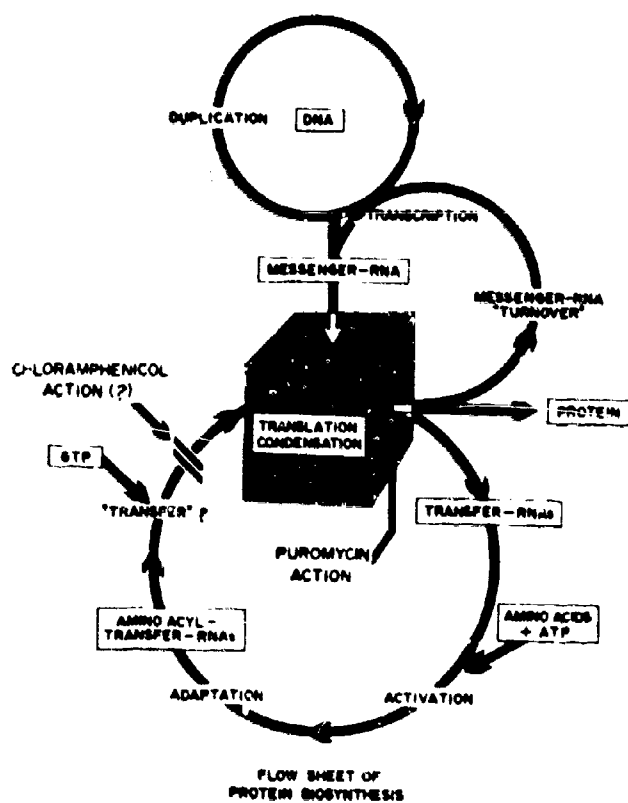 DUPLICATION
DNA
TRANSCRIPTION
MESSENGER-RNA
MESSENGER-RNA
"TURNOVER"
CHLORAMPHENICOL
ACTION (?)
TRANSLATION
CONDENSATION
PROTEIN
GTP
"TRANSFER" ?
TRANSFER-RNAs
PUROMYCIN
ACTION
AMINO ACYL-
TRANSFER-RNAs
AMINO ACIDS
+ ATP
ADAPTATION
ACTIVATION
FLOW SHEET OF
PROTEIN BIOSYNTHESIS